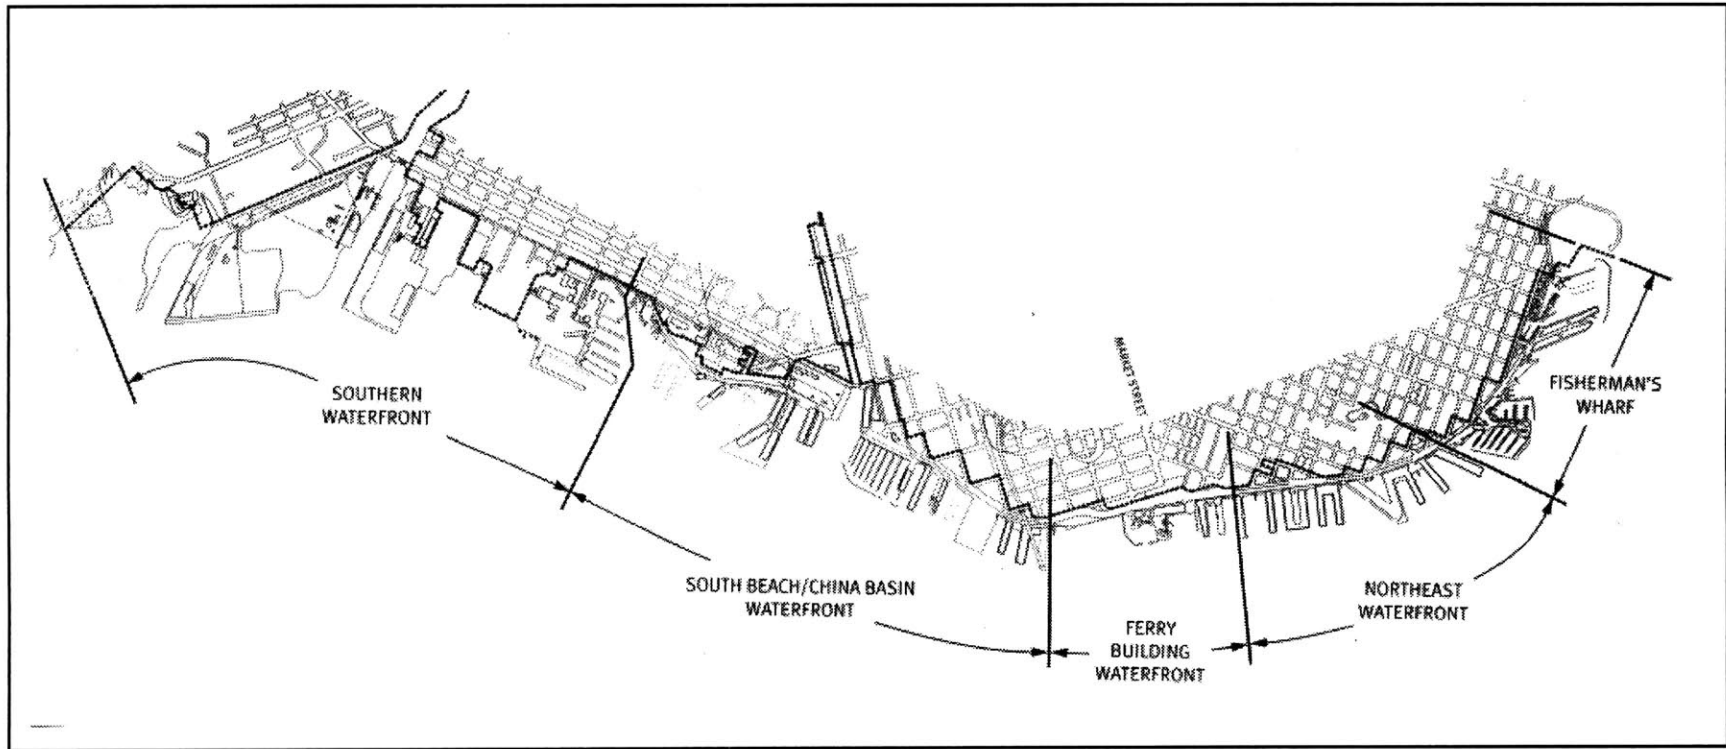 SOUTHERN
WATERFRONT
SOUTH BEACH/CHINA BASIN
WATERFRONT
MARKET STREET
FERRY
BUILDING
WATERFRONT
NORTHEAST
WATERFRONT
FISHERMAN'S
WHARF